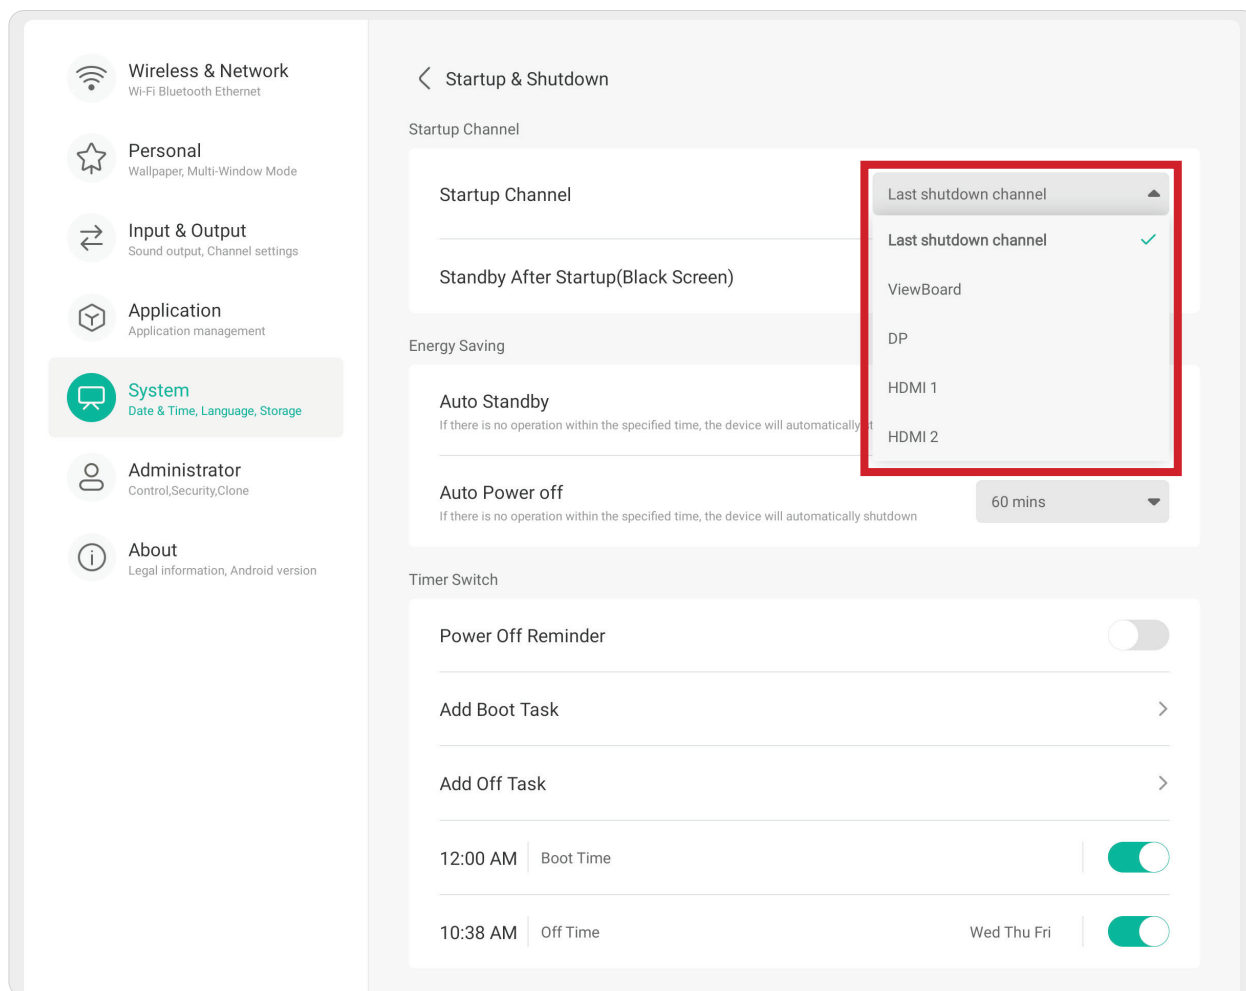 Wireless & Network
Wi-Fi Bluetooth Ethernet
Personal
Wallpaper, Multi-Window Mode
Input & Output
Sound output, Channel settings
Application
Application management
System
Date & Time, Language, Storage
Administrator
Control,Security,Clone
About
Legal information, Android version
Startup & Shutdown
Startup Channel
Startup Channel
Last shutdown channel
Last shutdown channel
ViewBoard
DP
HDMI 1
HDMI 2
Standby After Startup(Black Screen)
Energy Saving
Auto Standby
If there is no operation within the specified time, the device will automatically
Auto Power off
If there is no operation within the specified time, the device will automatically shutdown
60 mins
Timer Switch
Power Off Reminder
Add Boot Task
Add Off Task
12:00 AM Boot Time
10:38 AM Off Time Wed Thu Fri